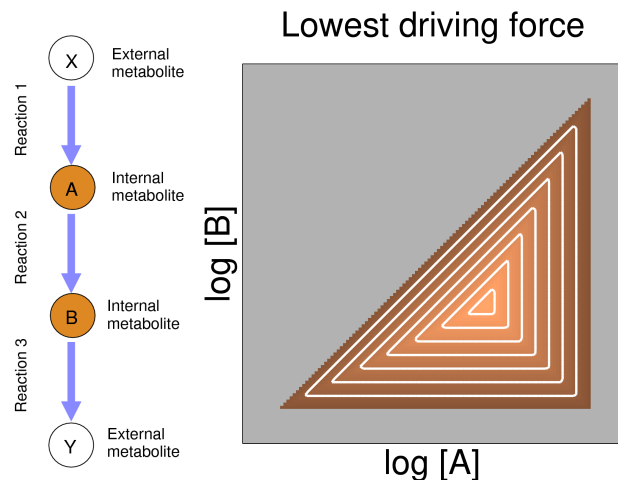 Lowest driving force
X
External
metabolite
Reaction 1
A
Internal
metabolite
Reaction 2
B
Internal
metabolite
Reaction 3
Y
External
metabolite
log [B]
log [A]